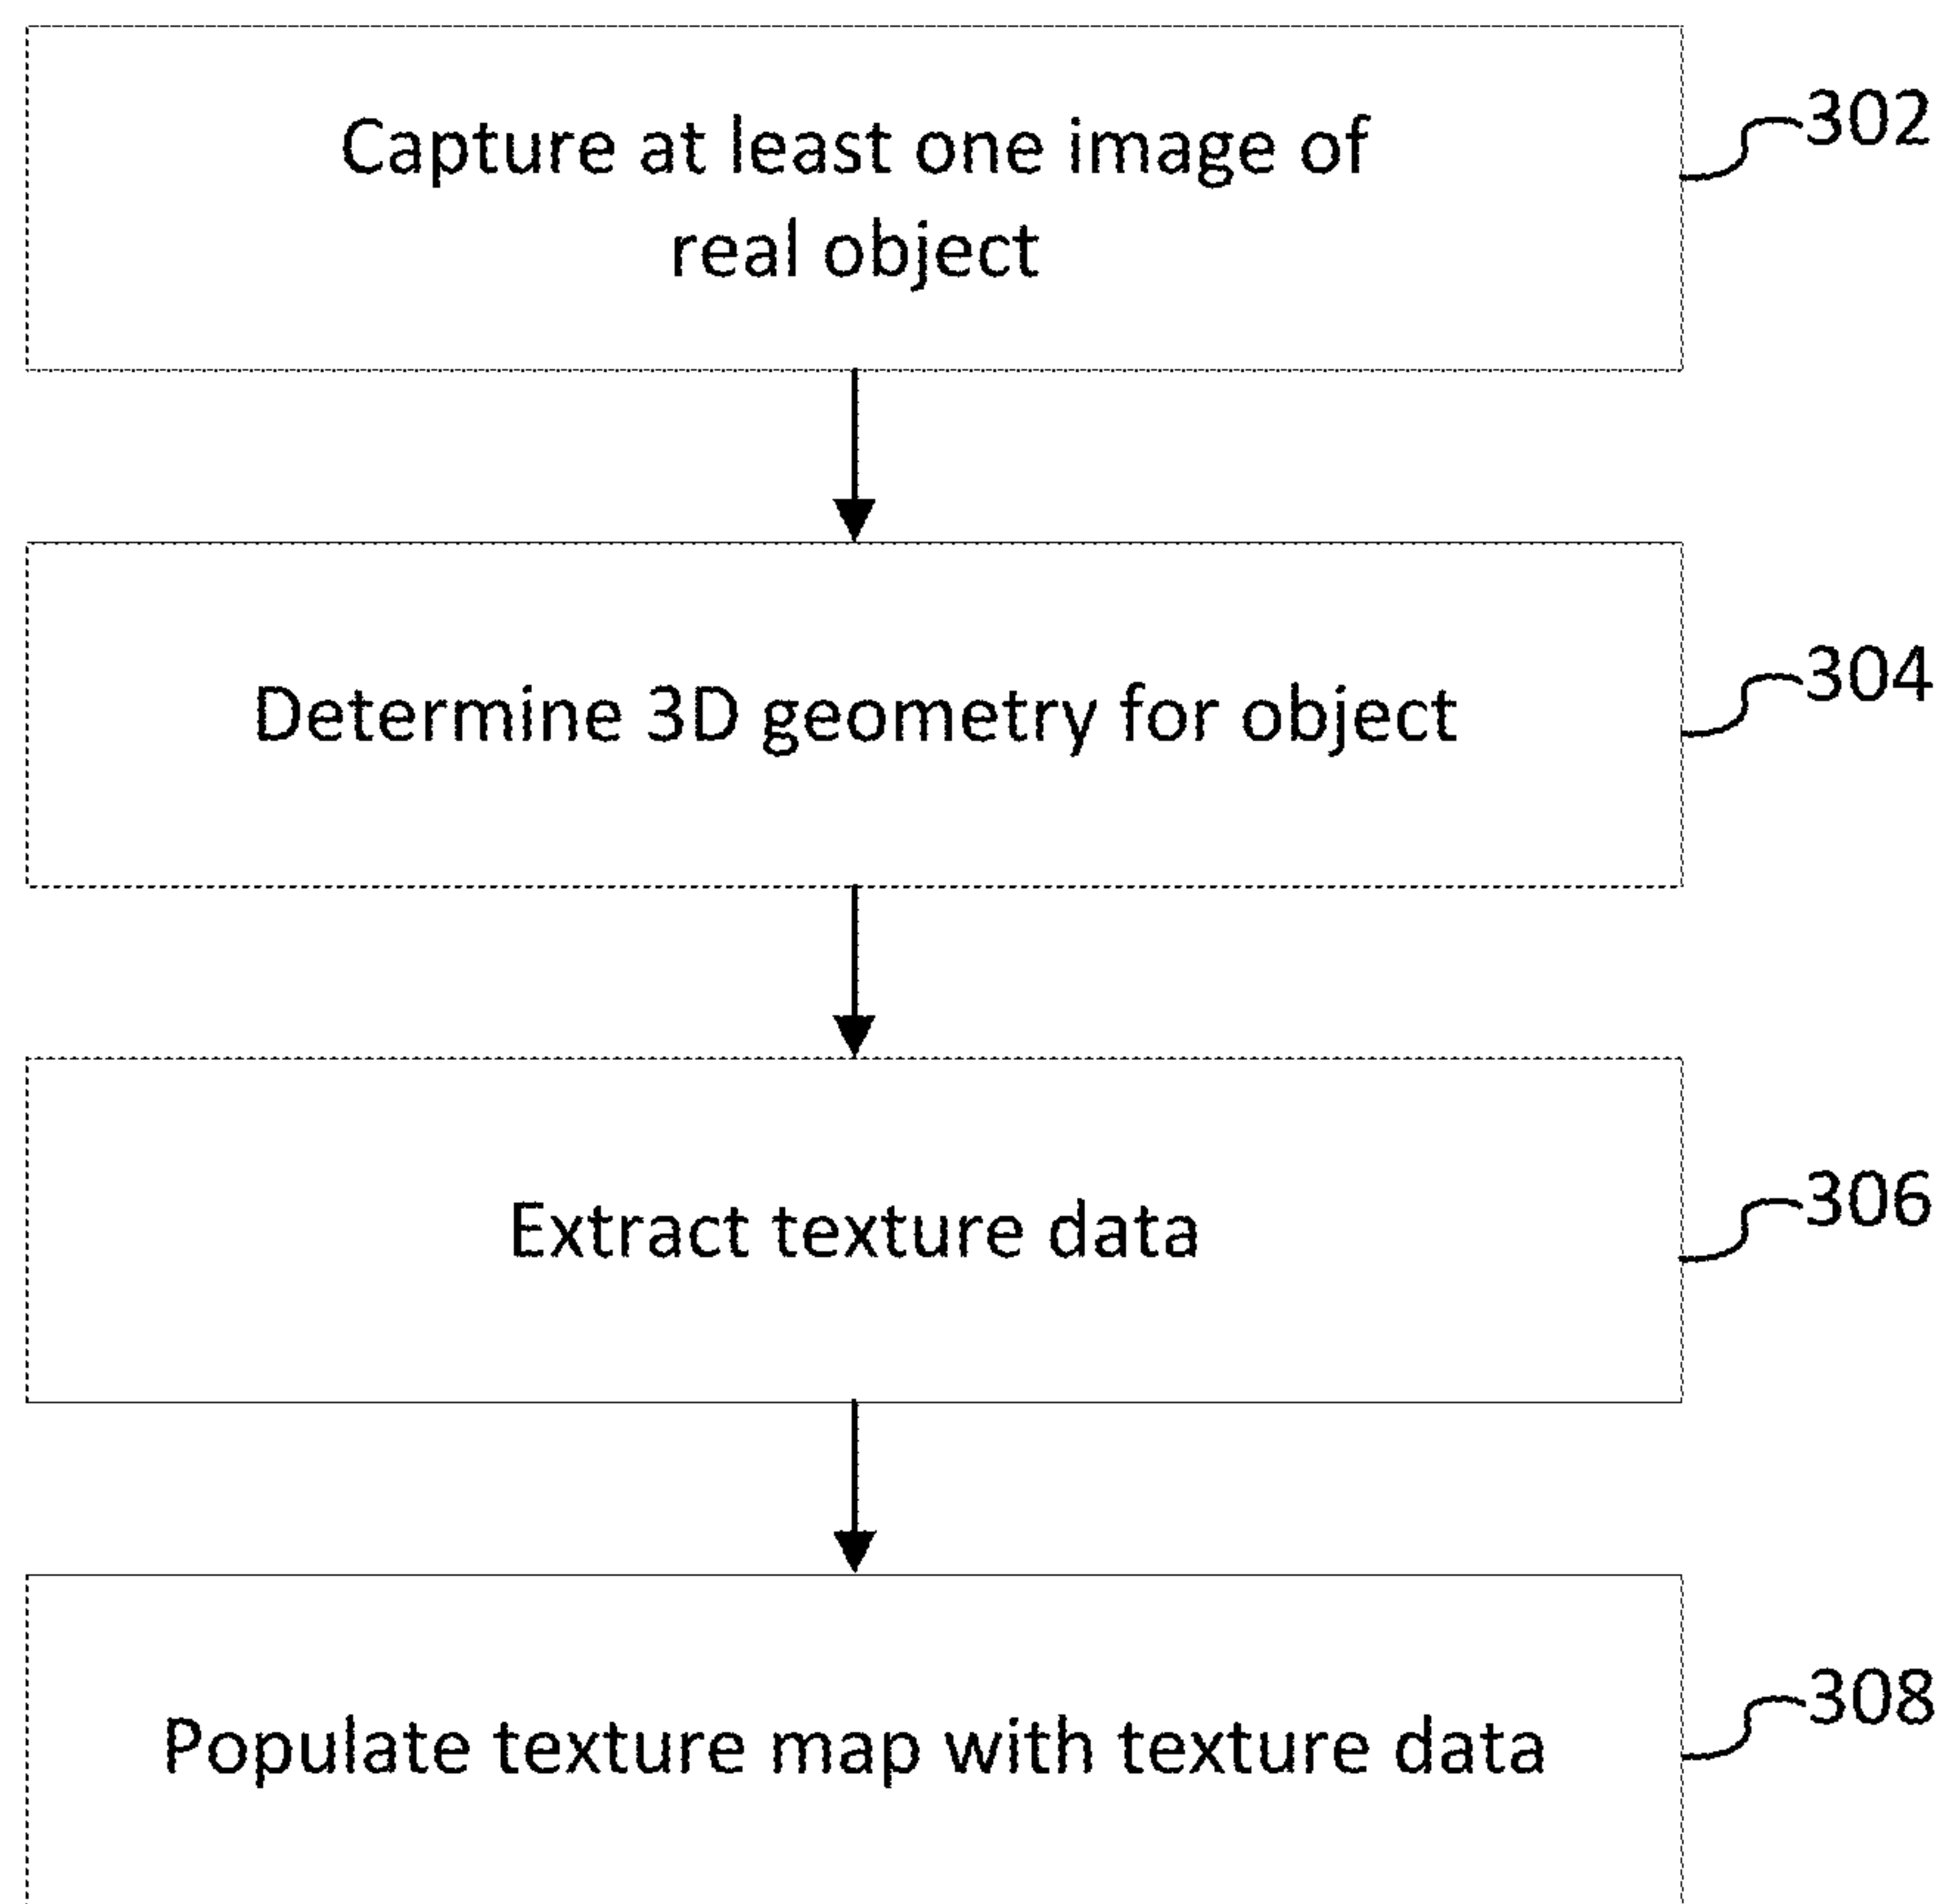 Capture at least one image of
real object
302
Determine 3D geometry for object
304
Extract texture data
306
Populate texture map with texture data
308